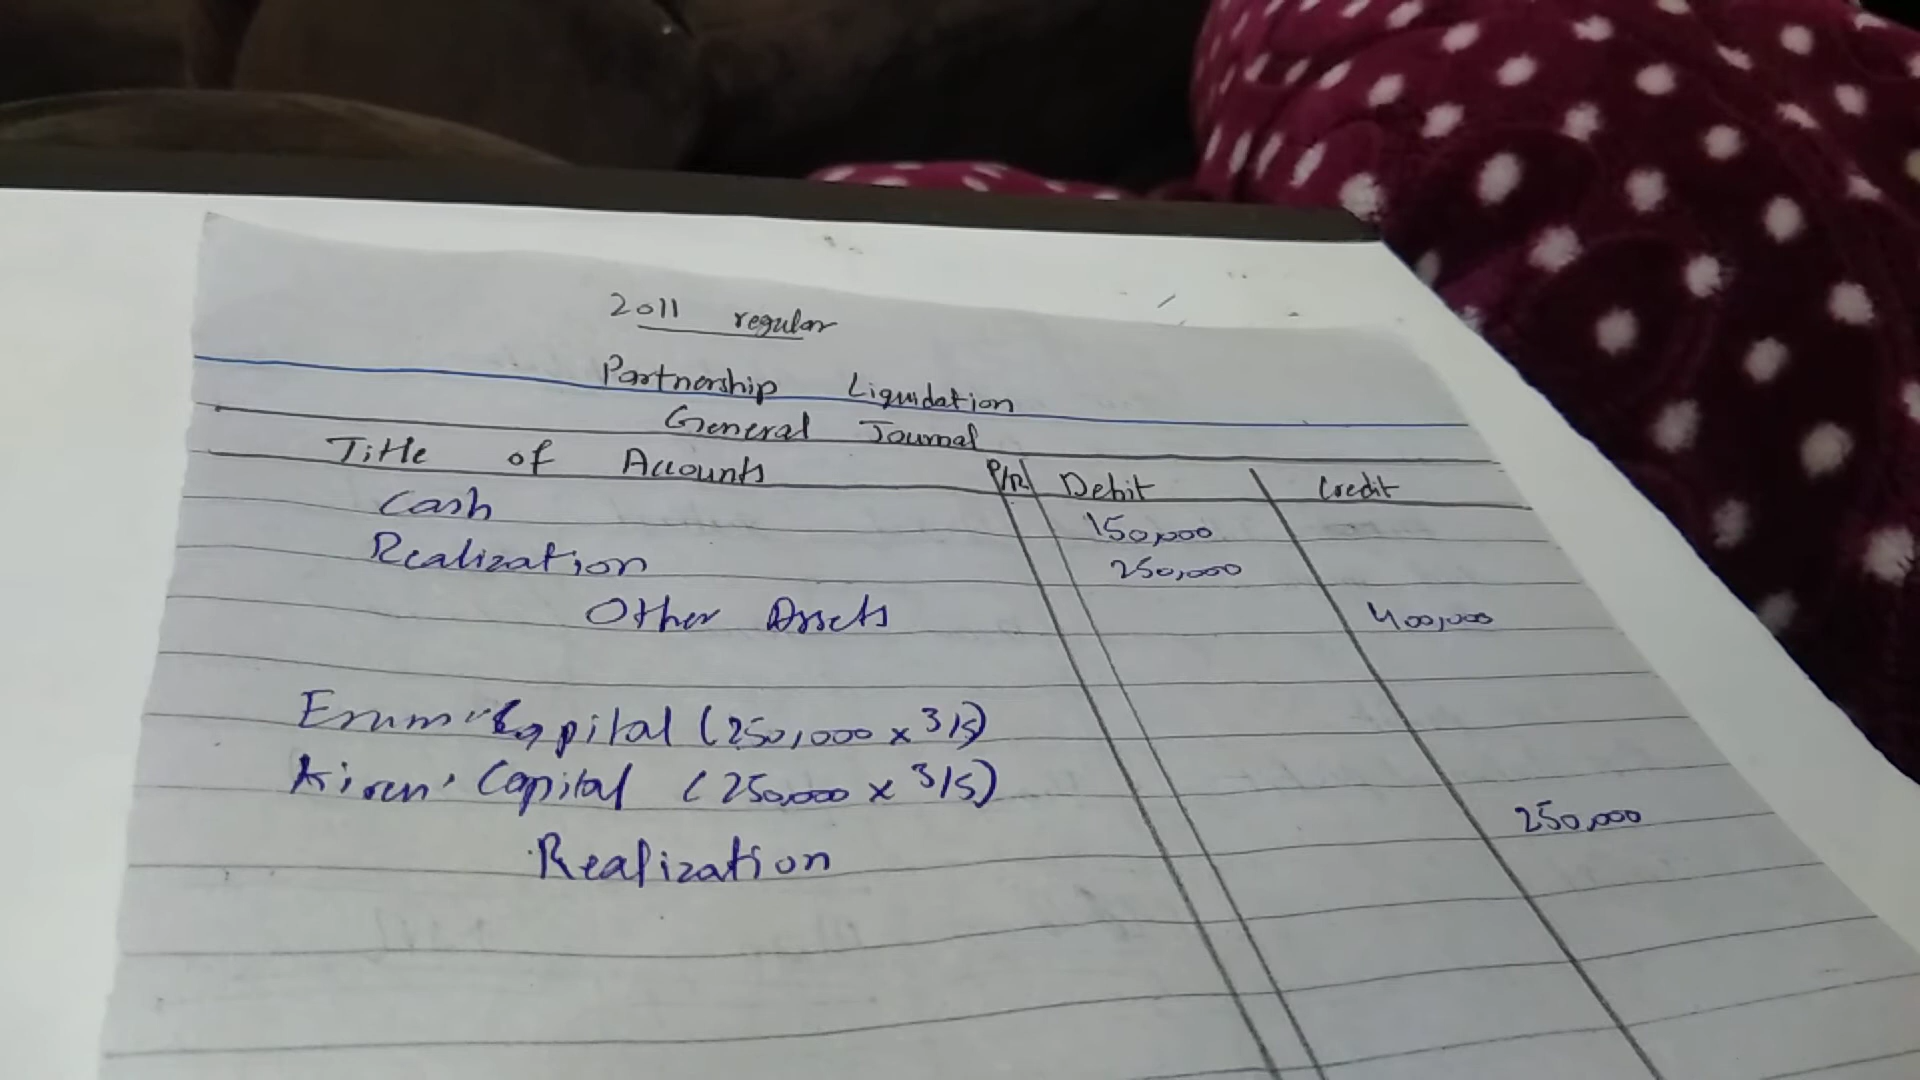 2011 regular
Partnership Liquidation
General Journal
Title of Accounts P/R Debit Credit
Cash 150,000
Realization 250,000
Other Assets 400,000
Erum's Capital (250,000 x 3/5)
Kiran's Capital (250,000 x 3/5)
Realization 250,000